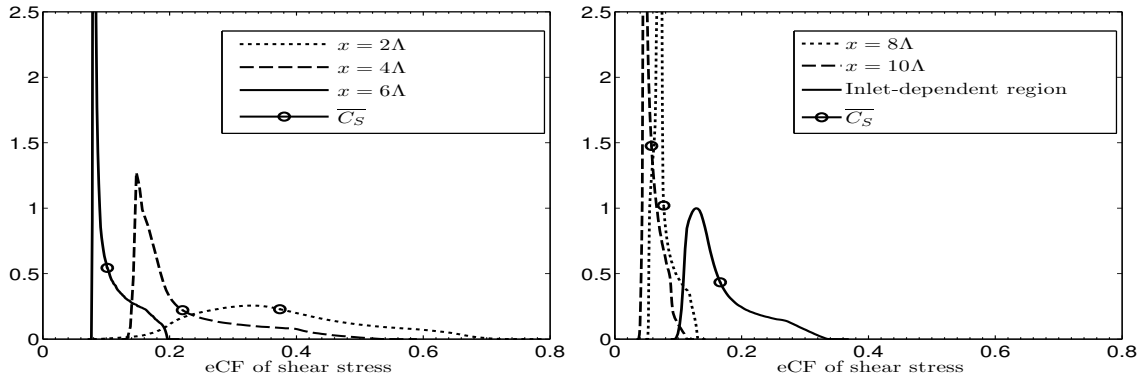 2.5
2
1.5
1
0.5
0
0 0.2 0.4 0.6 0.8
eCF of shear stress
x = 2Λ
x = 4Λ
x = 6Λ
$\overline{C_S}$
2.5
2
1.5
1
0.5
0
0 0.2 0.4 0.6 0.8
eCF of shear stress
x = 8Λ
x = 10Λ
Inlet-dependent region
$\overline{C_S}$